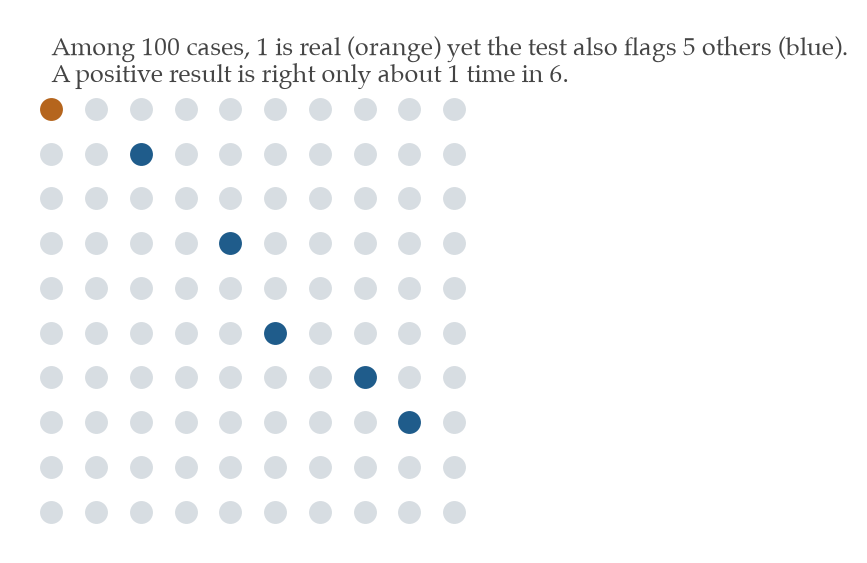 Among 100 cases, 1 is real (orange) yet the test also flags 5 others (blue).
A positive result is right only about 1 time in 6.